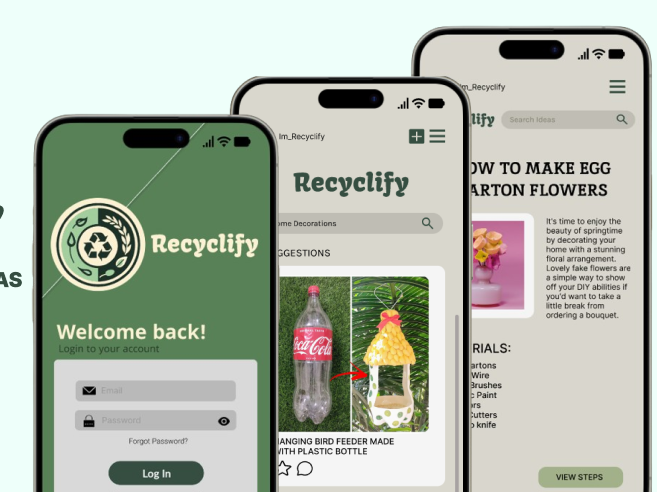 AS
Recyclify
Welcome back!
Login to your account
Email
Password
Forgot Password?
Log In
Im_Recyclify
Recyclify
me Decorations
GGESTIONS
Coca-Cola
HANGING BIRD FEEDER MADE
WITH PLASTIC BOTTLE
m_Recyclify
lify
Search Ideas
OW TO MAKE EGG
ARTON FLOWERS
It's time to enjoy the
beauty of springtime
by decorating your
home with a stunning
floral arrangement.
Lovely fake flowers are
a simple way to show
off your DIY abilities if
you'd want to take a
little break from
ordering a bouquet.
RIALS:
artons
Wire
Brushes
c Paint
ors
Cutters
o knife
VIEW STEPS